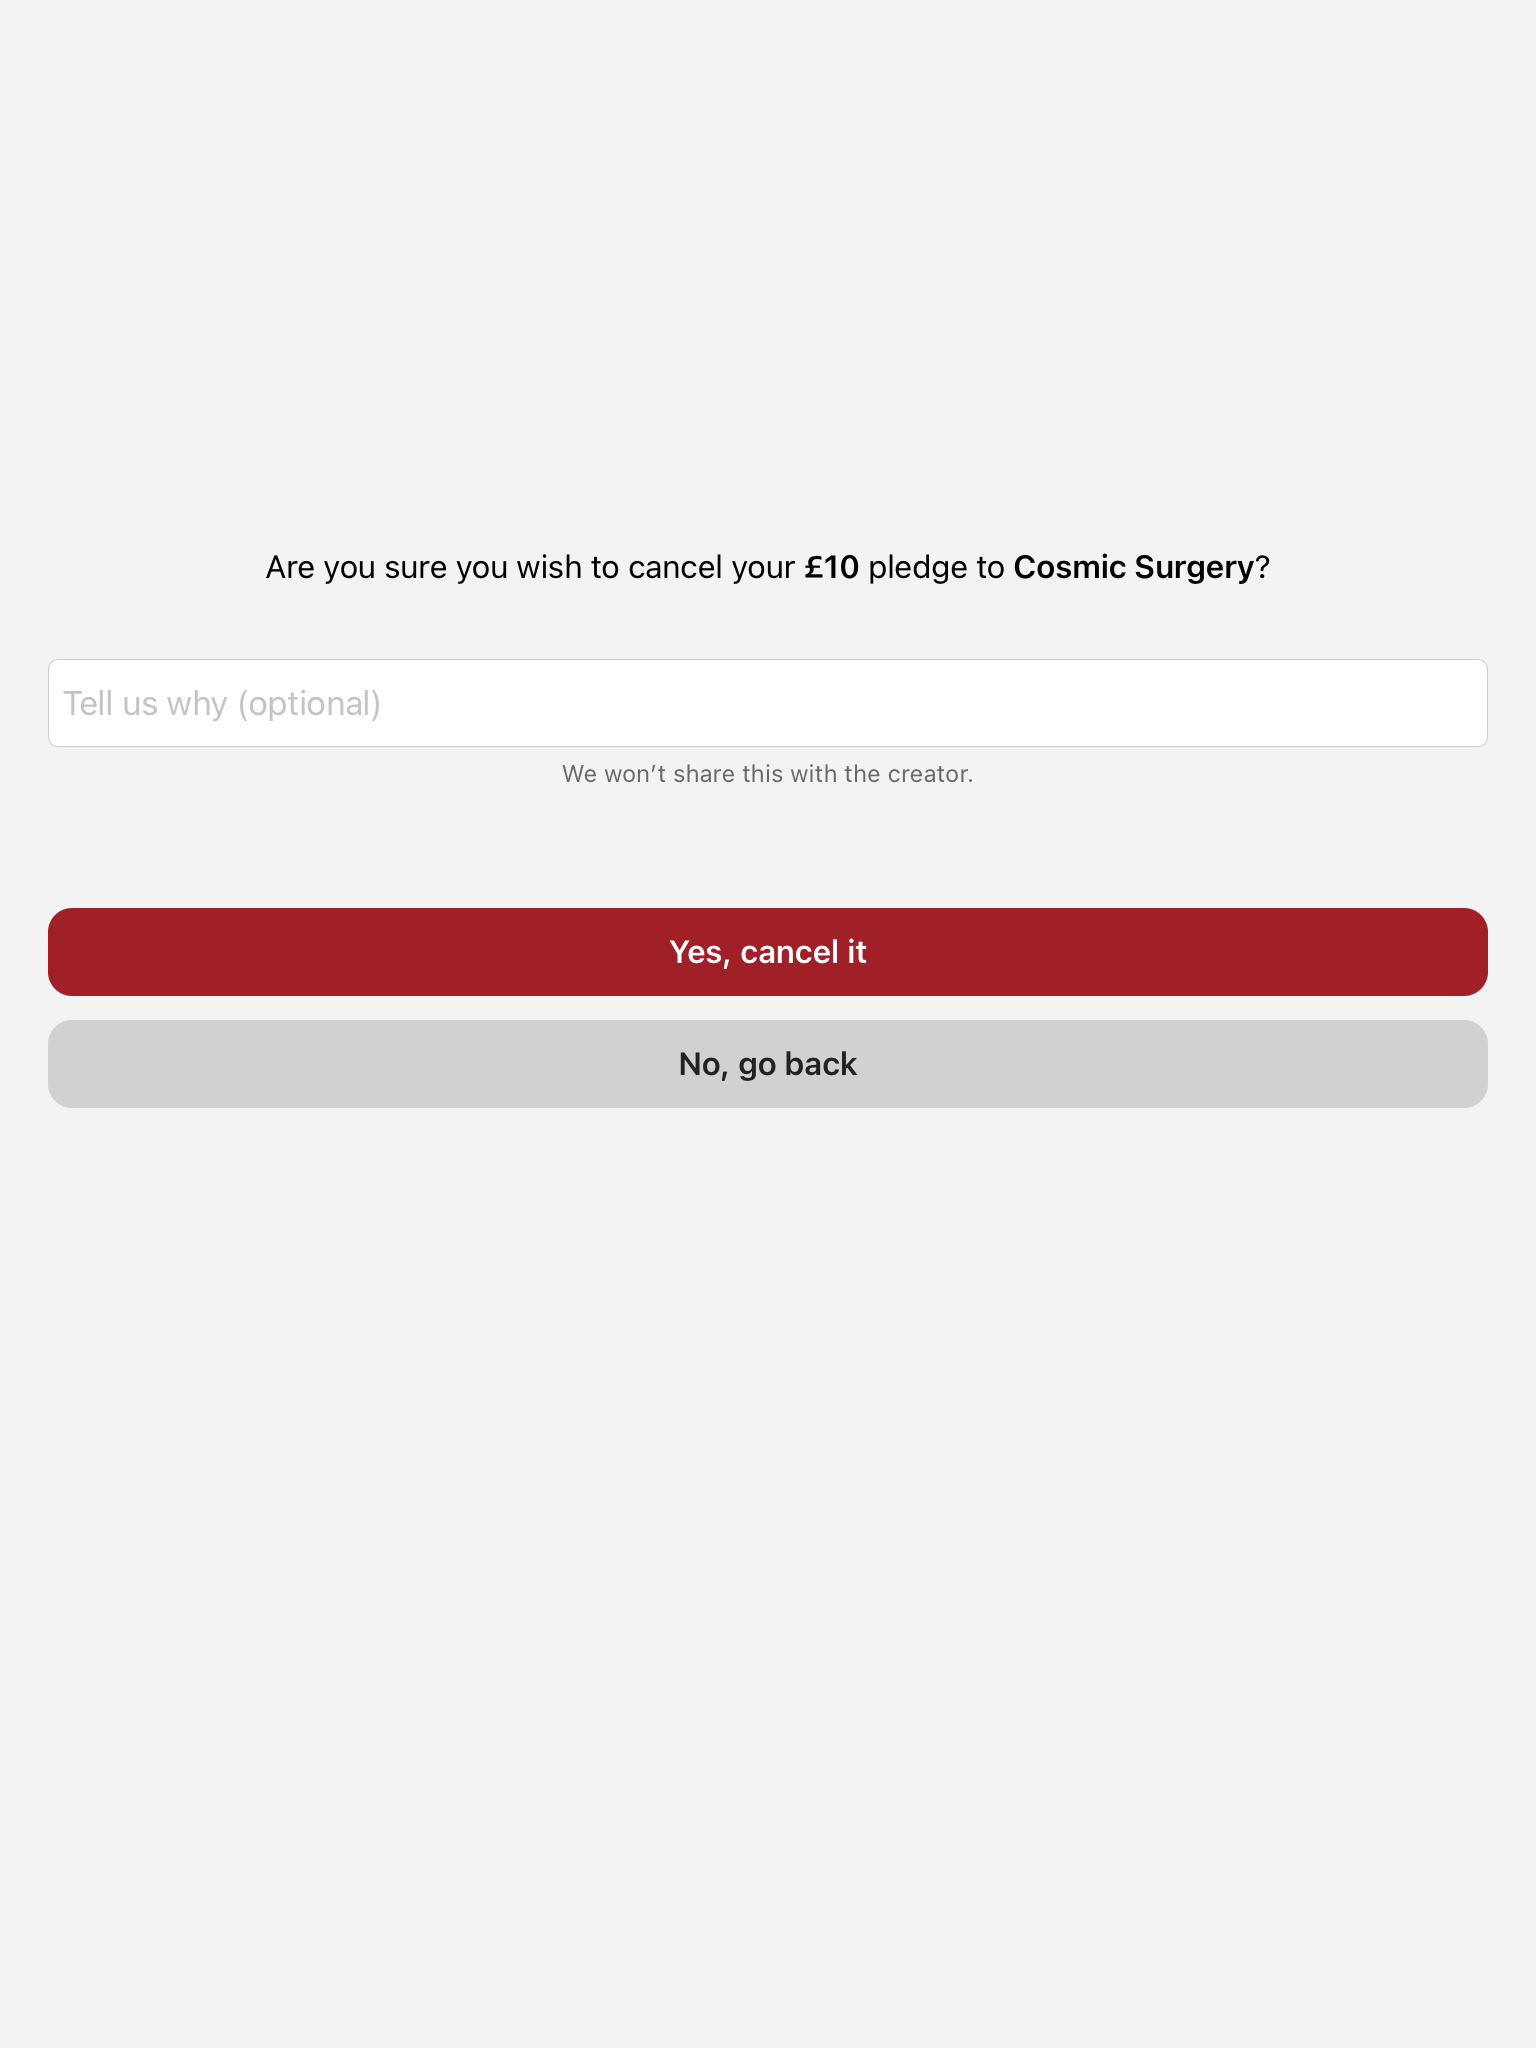 Are you sure you wish to cancel your £10 pledge to Cosmic Surgery?
Tell us why (optional)
We won’t share this with the creator.
Yes, cancel it
No, go back